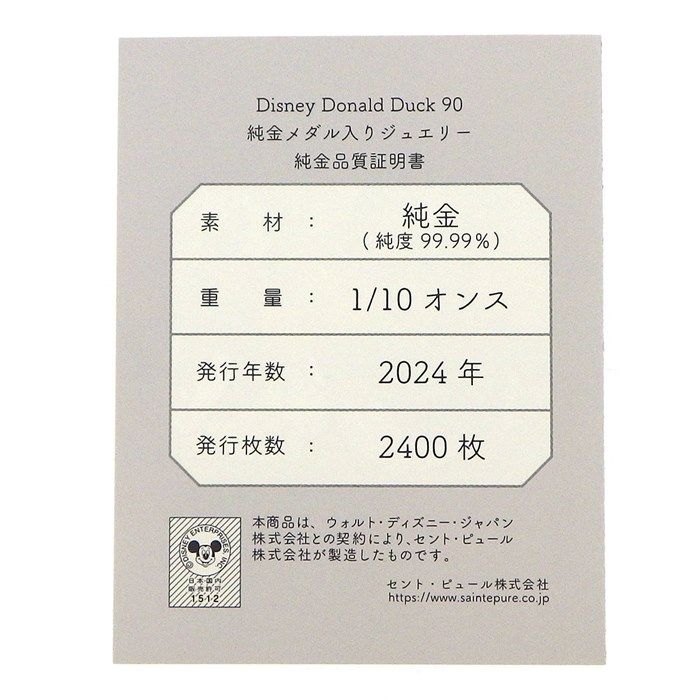 Disney Donald Duck 90
純金メダル入りジュエリー
純金品質証明書
素 材 : 純金
(純度 99.99%)
重 量 : 1/10 オンス
発行年数 : 2024 年
発行枚数 : 2400 枚
©DISNEY ENTERPRISES, INC.
日本国内
販売許可
1512
本商品は、ウォルト・ディズニー・ジャパン
株式会社との契約により、セント・ピュール
株式会社が製造したものです。
セント・ピュール株式会社
https://www.saintepure.co.jp